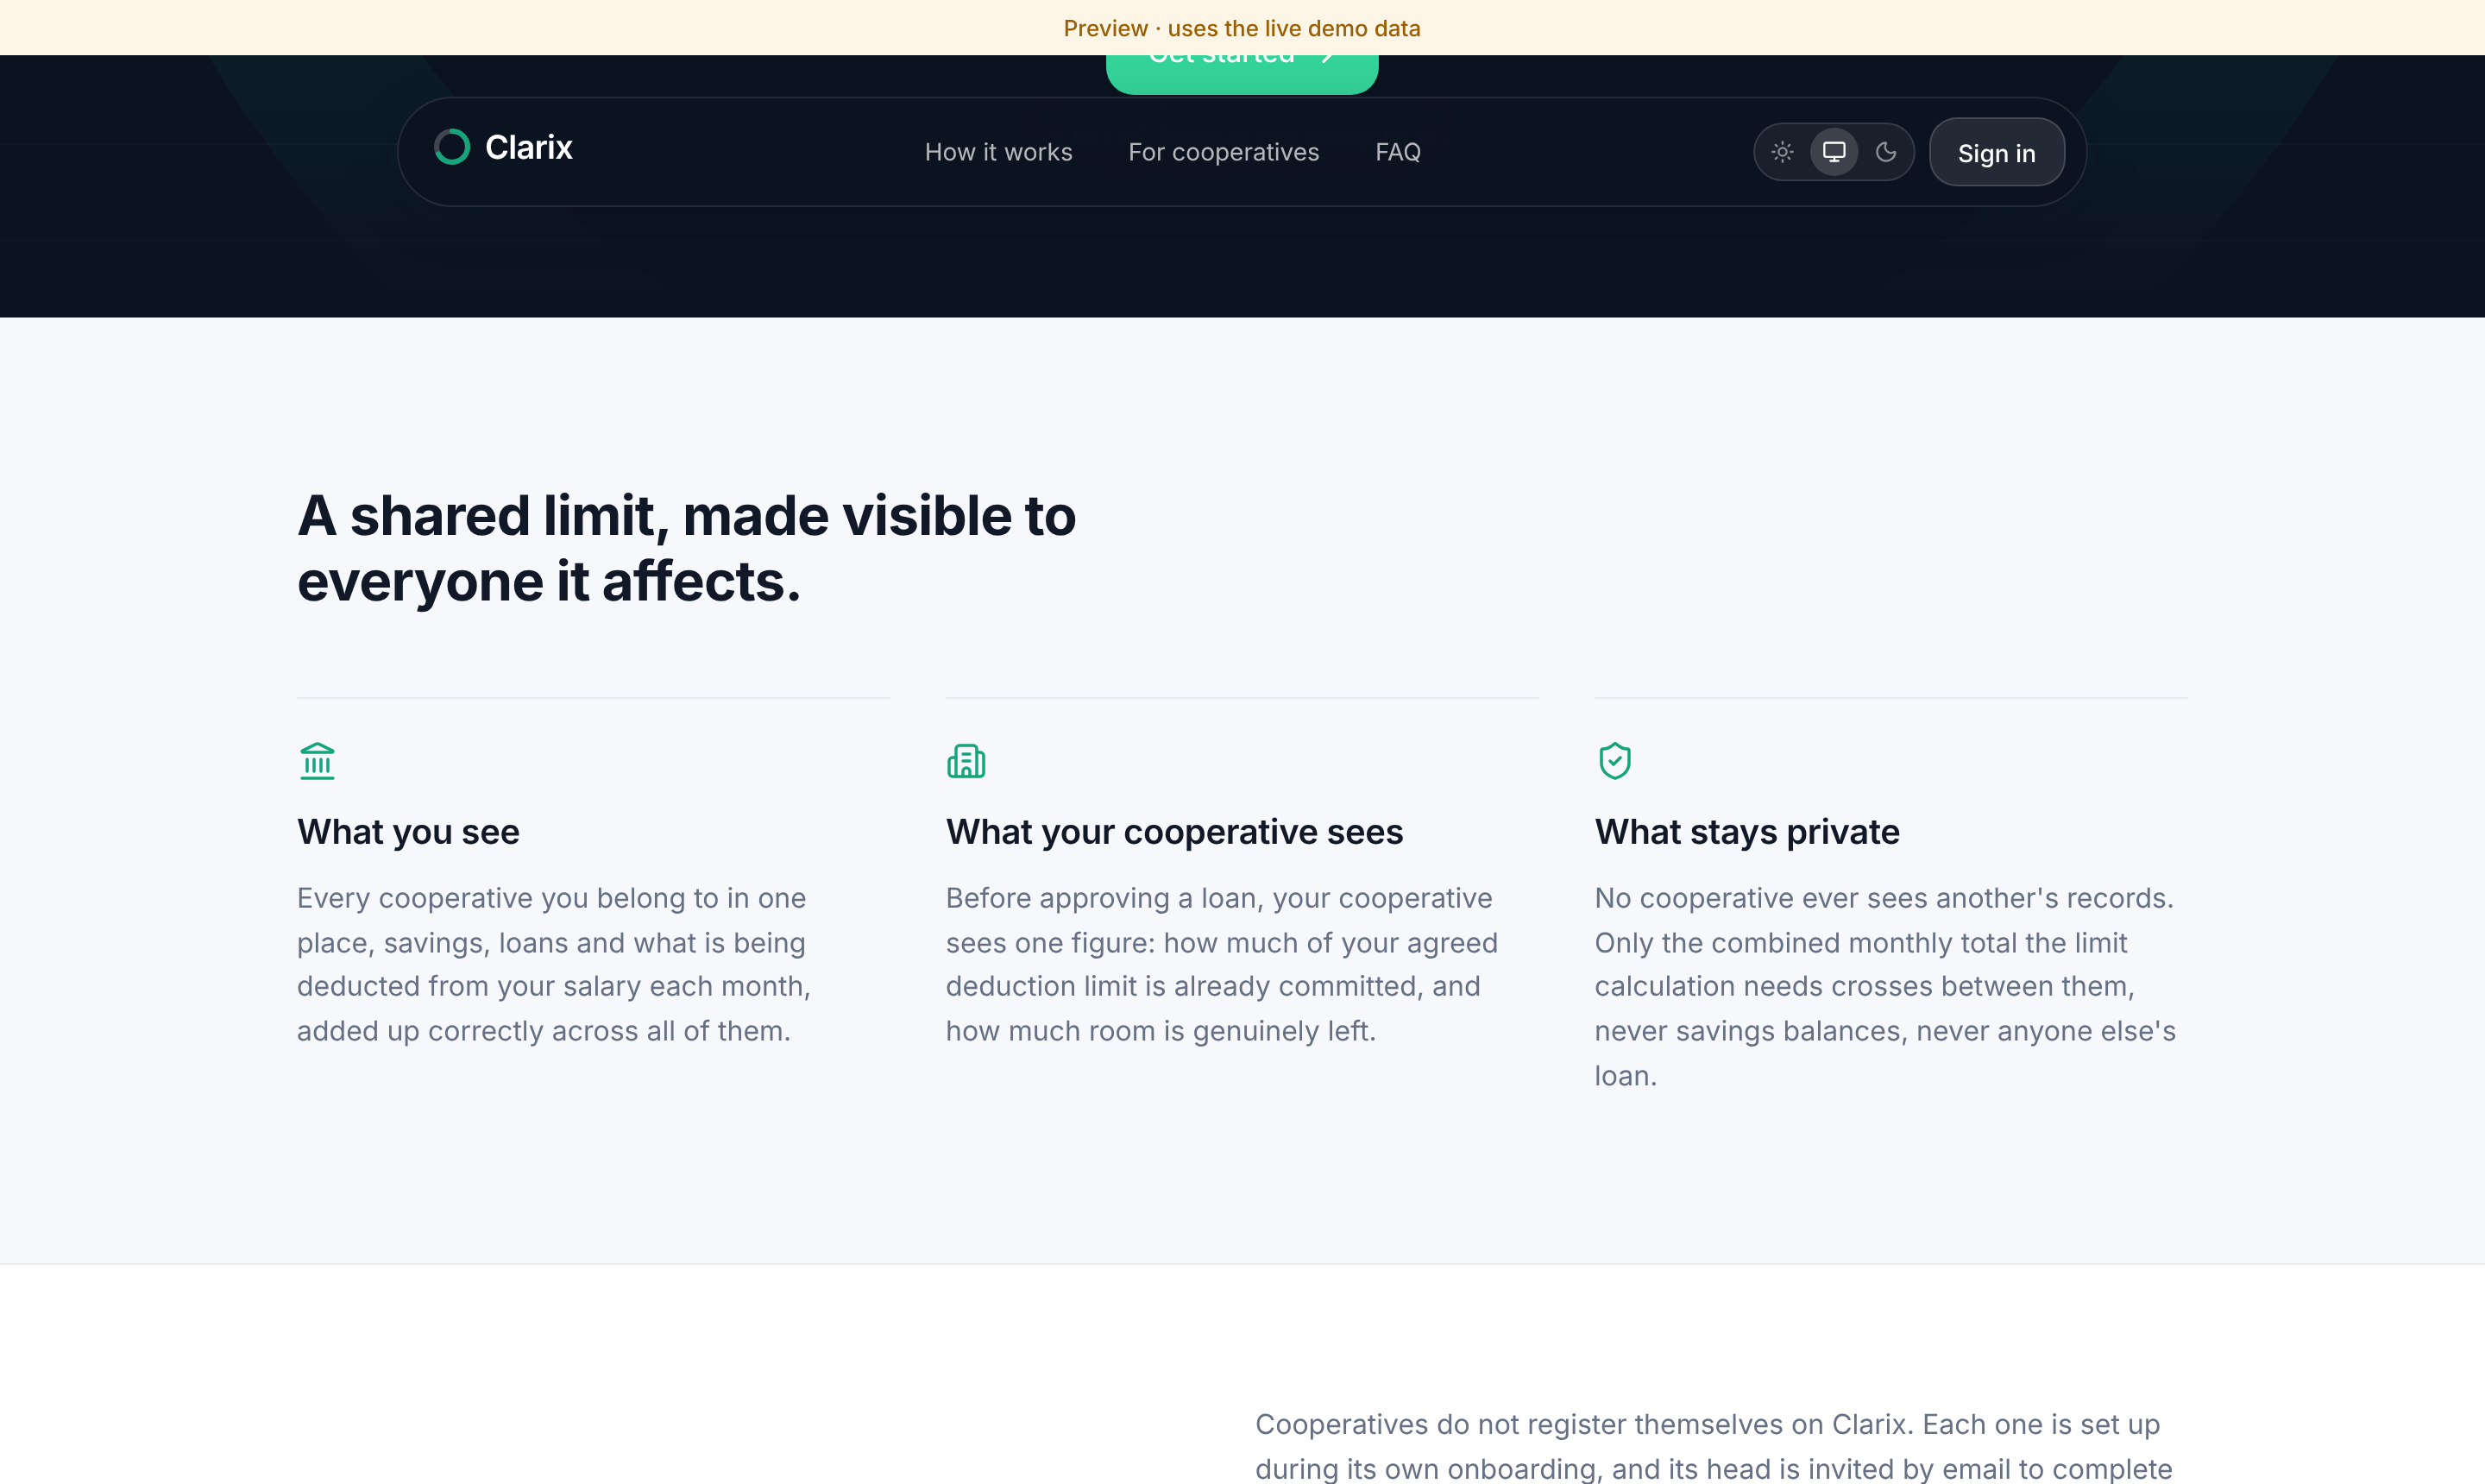 Preview · uses the live demo data
Get started
Clarix
How it works
For cooperatives
FAQ
Sign in
A shared limit, made visible to
everyone it affects.
What you see
Every cooperative you belong to in one
place, savings, loans and what is being
deducted from your salary each month,
added up correctly across all of them.
What your cooperative sees
Before approving a loan, your cooperative
sees one figure: how much of your agreed
deduction limit is already committed, and
how much room is genuinely left.
What stays private
No cooperative ever sees another's records.
Only the combined monthly total the limit
calculation needs crosses between them,
never savings balances, never anyone else's
loan.
Cooperatives do not register themselves on Clarix. Each one is set up
during its own onboarding, and its head is invited by email to complete